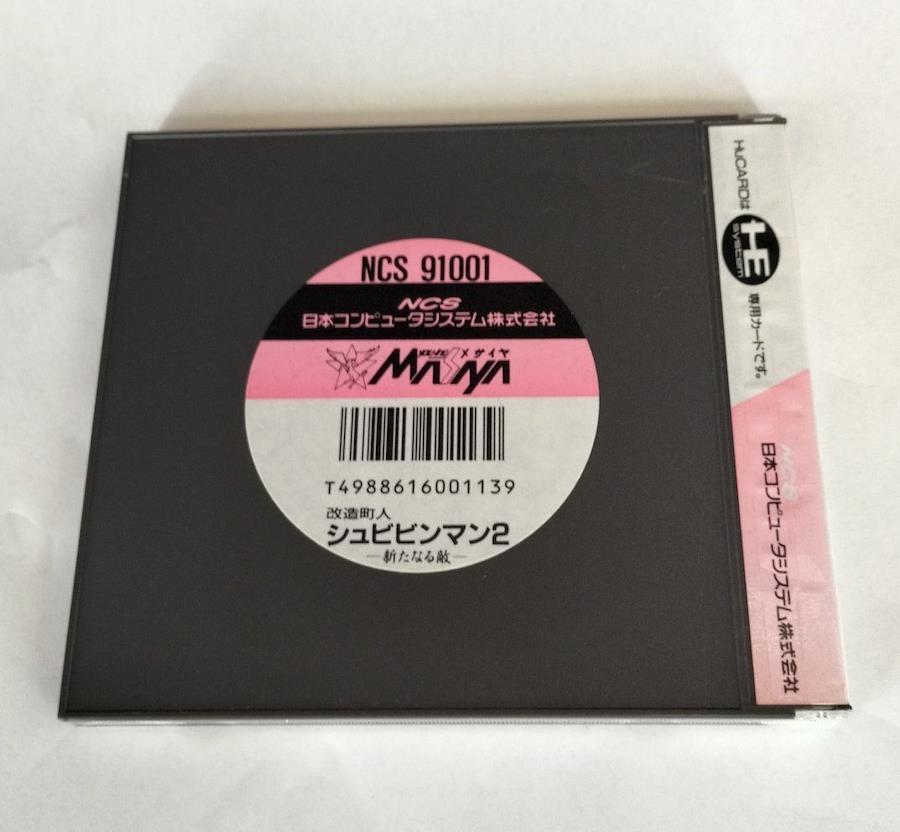 NCS 91001
NCS
日本コンピュータシステム株式会社
メサイヤ
MASAYA
T4988616001139
改造町人
シュビビンマン2
─新たなる敵─
HuCARDは
HE
system
専用カードです。
NCS
日本コンピュータシステム株式会社